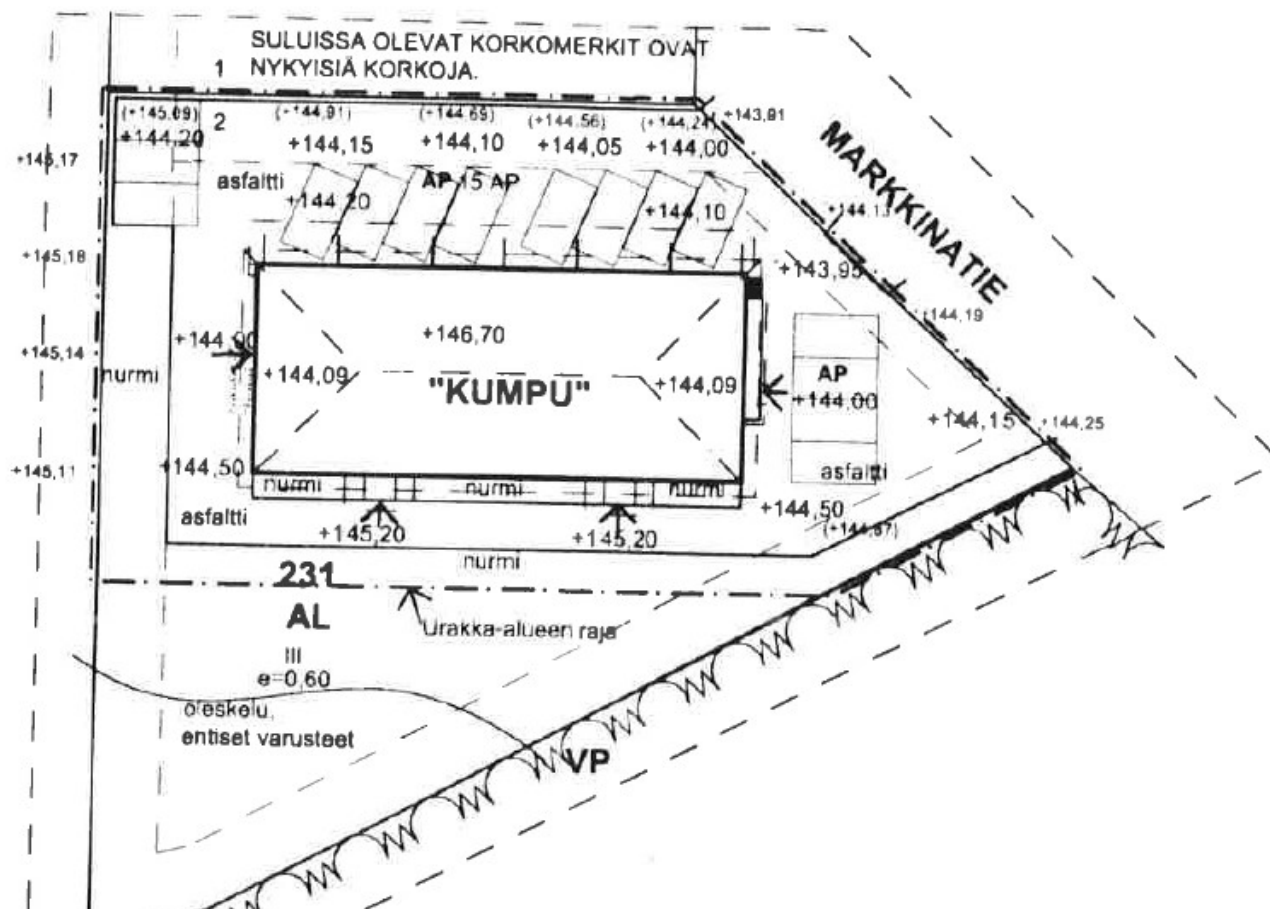 SULUISSA OLEVAT KORKOMERKIT OVAT
1 NYKYISIÄ KORKOJA.
(+145.09) (+144,91) (+144,69) (+144,56) (+144,24) +143,91
+144,20 2 +144,15 +144,10 +144,05 +144,00
MARKKINATIE
+145,17
asfaltti +144,20 AP 15 AP +144,10 +144,13
+145,18 +143,95
+144,19
+144,00 +146,70
+145,14
nurmi +144,09 "KUMPU" +144,09 AP
+144.00
+144,15 +144,25
+145,11 +144,50 asfaltti
nurmi nurmi nurmi
+144,50
asfaltti +145,20 +145,20 (+144,67)
nurmi
231
AL Urakka-alueen raja
III
e=0,60
oleskelu,
entiset varusteet
VP